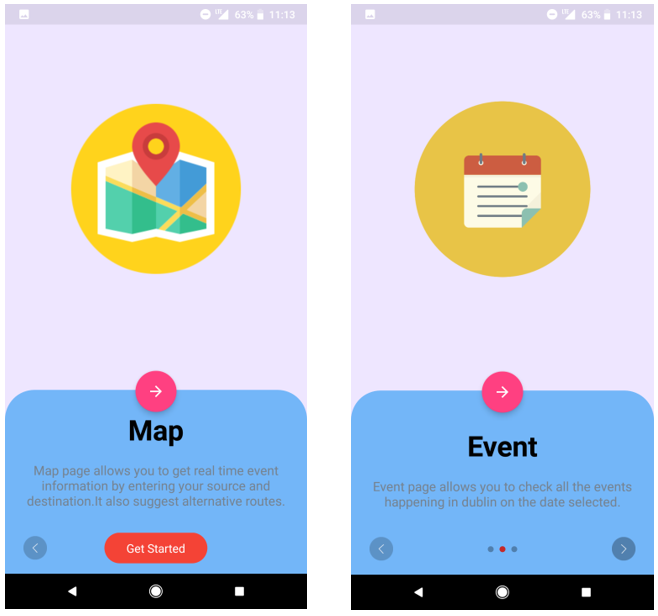 LTE 63% 11:13
Map
Map page allows you to get real time event
information by entering your source and
destination.It also suggest alternative routes.
Get Started
LTE 63% 11:13
Event
Event page allows you to check all the events
happening in dublin on the date selected.